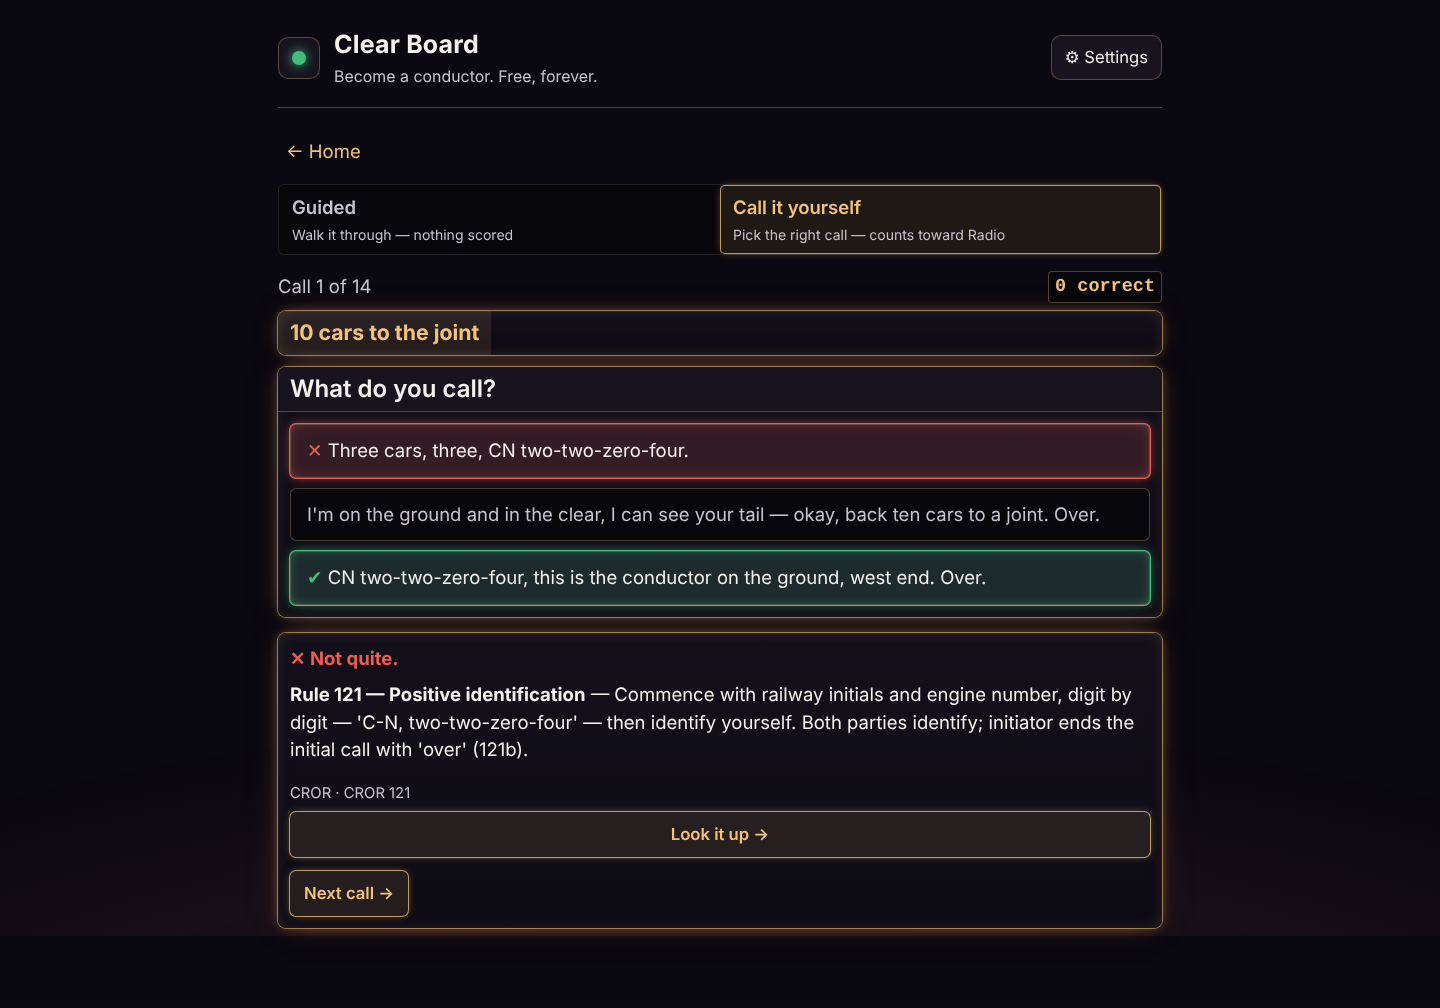 Clear Board
Become a conductor. Free, forever.
⚙ Settings
← Home
Guided
Walk it through — nothing scored
Call it yourself
Pick the right call — counts toward Radio
Call 1 of 14
0 correct
10 cars to the joint
What do you call?
✕ Three cars, three, CN two-two-zero-four.
I'm on the ground and in the clear, I can see your tail — okay, back ten cars to a joint. Over.
✔ CN two-two-zero-four, this is the conductor on the ground, west end. Over.
✕ Not quite.
Rule 121 — Positive identification — Commence with railway initials and engine number, digit by
digit — 'C-N, two-two-zero-four' — then identify yourself. Both parties identify; initiator ends the
initial call with 'over' (121b).
CROR · CROR 121
Look it up →
Next call →